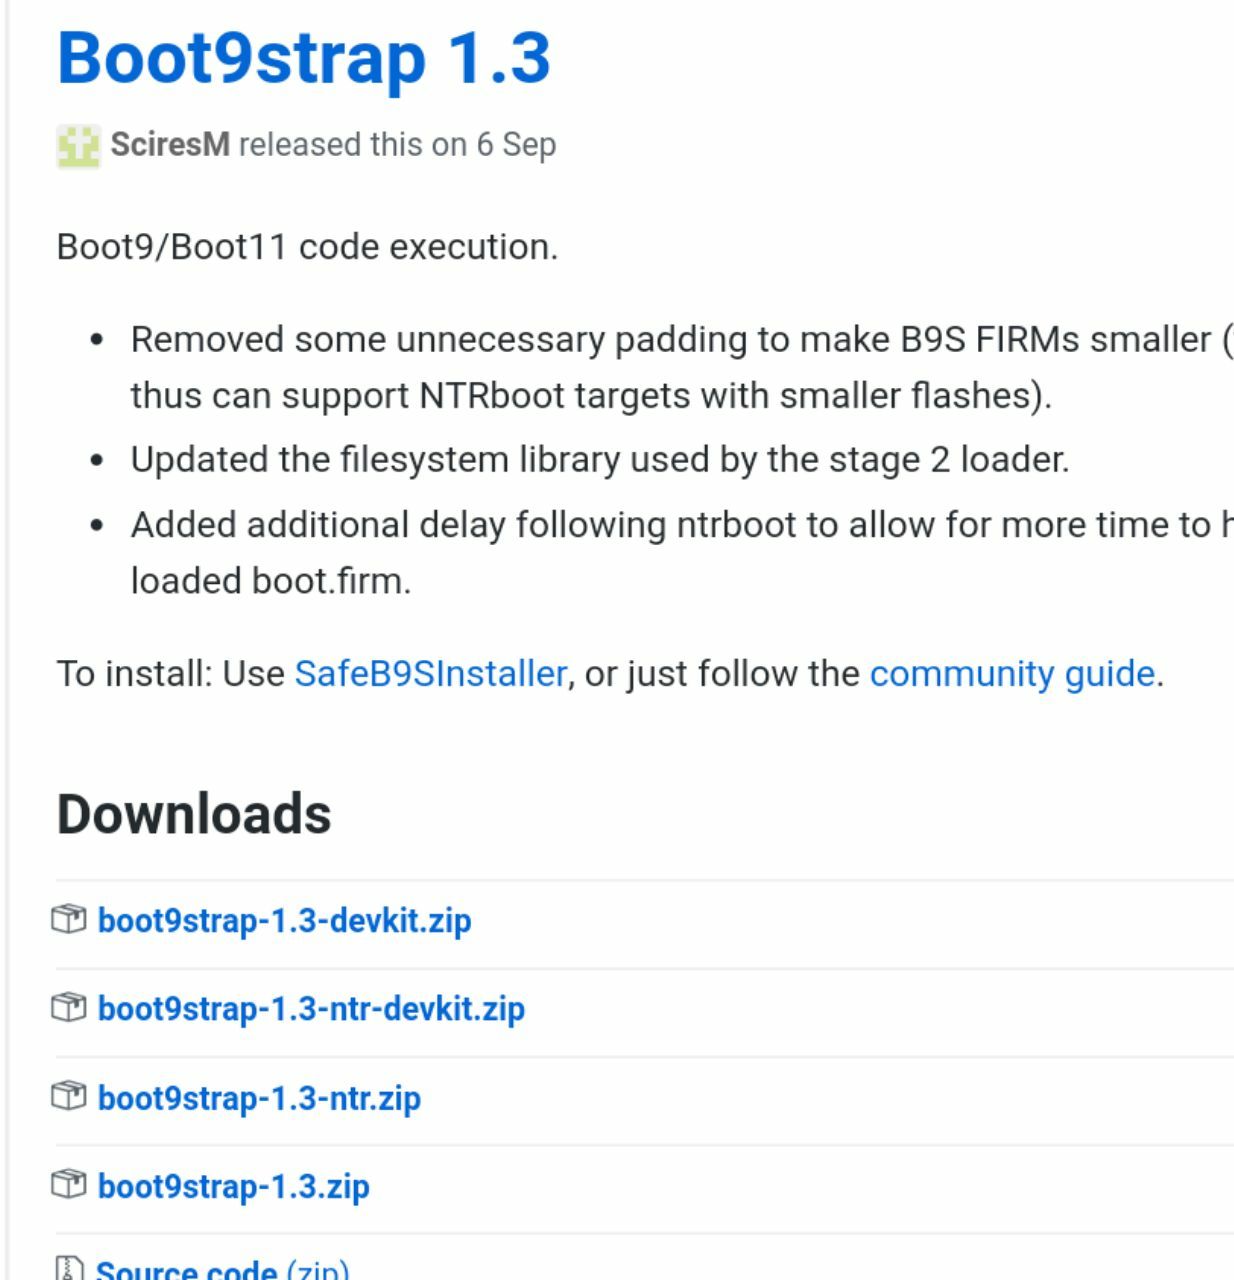 Boot9strap 1.3
SciresM released this on 6 Sep
Boot9/Boot11 code execution.
• Removed some unnecessary padding to make B9S FIRMs smaller (
thus can support NTRboot targets with smaller flashes).
• Updated the filesystem library used by the stage 2 loader.
• Added additional delay following ntrboot to allow for more time to
loaded boot.firm.
To install: Use SafeB9SInstaller, or just follow the community guide.
Downloads
boot9strap-1.3-devkit.zip
boot9strap-1.3-ntr-devkit.zip
boot9strap-1.3-ntr.zip
boot9strap-1.3.zip
Source code (zip)